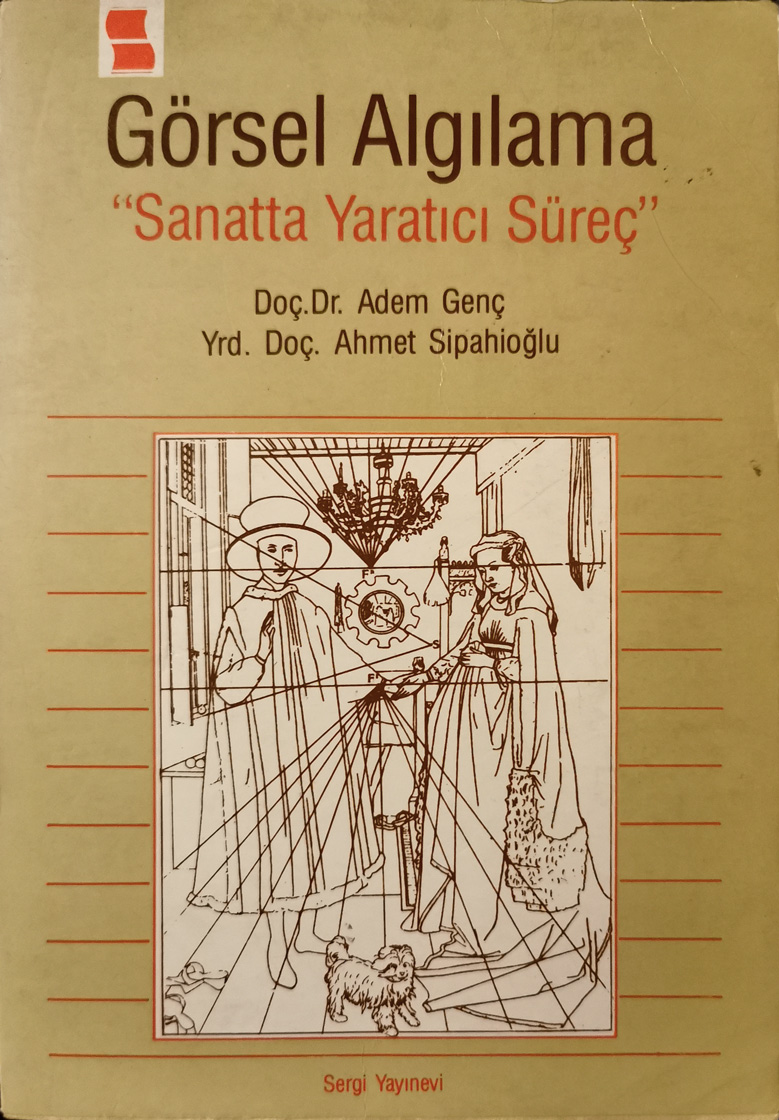 Görsel Algılama
“Sanatta Yaratıcı Süreç”
Doç.Dr. Adem Genç
Yrd. Doç. Ahmet Sipahioğlu
S
Sergi Yayınevi